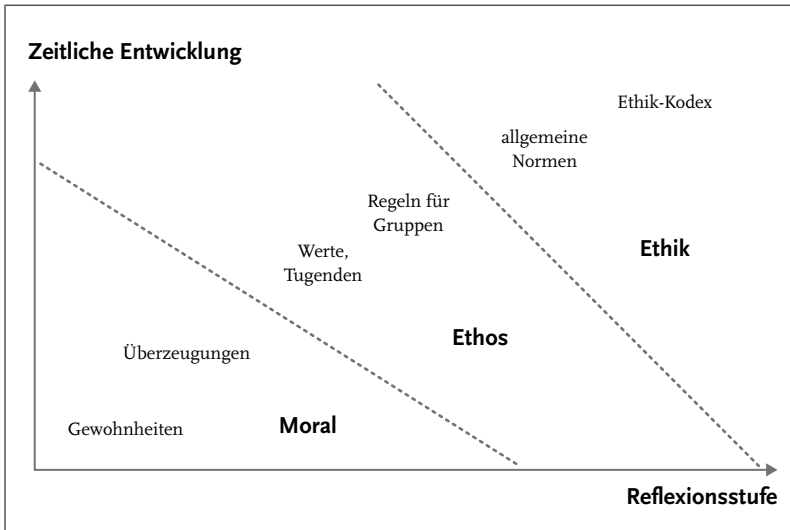 Zeitliche Entwicklung
Ethik-Kodex
allgemeine
Normen
Regeln für
Gruppen
Werte,
Tugenden
Ethik
Ethos
Überzeugungen
Gewohnheiten
Moral
Reflexionsstufe